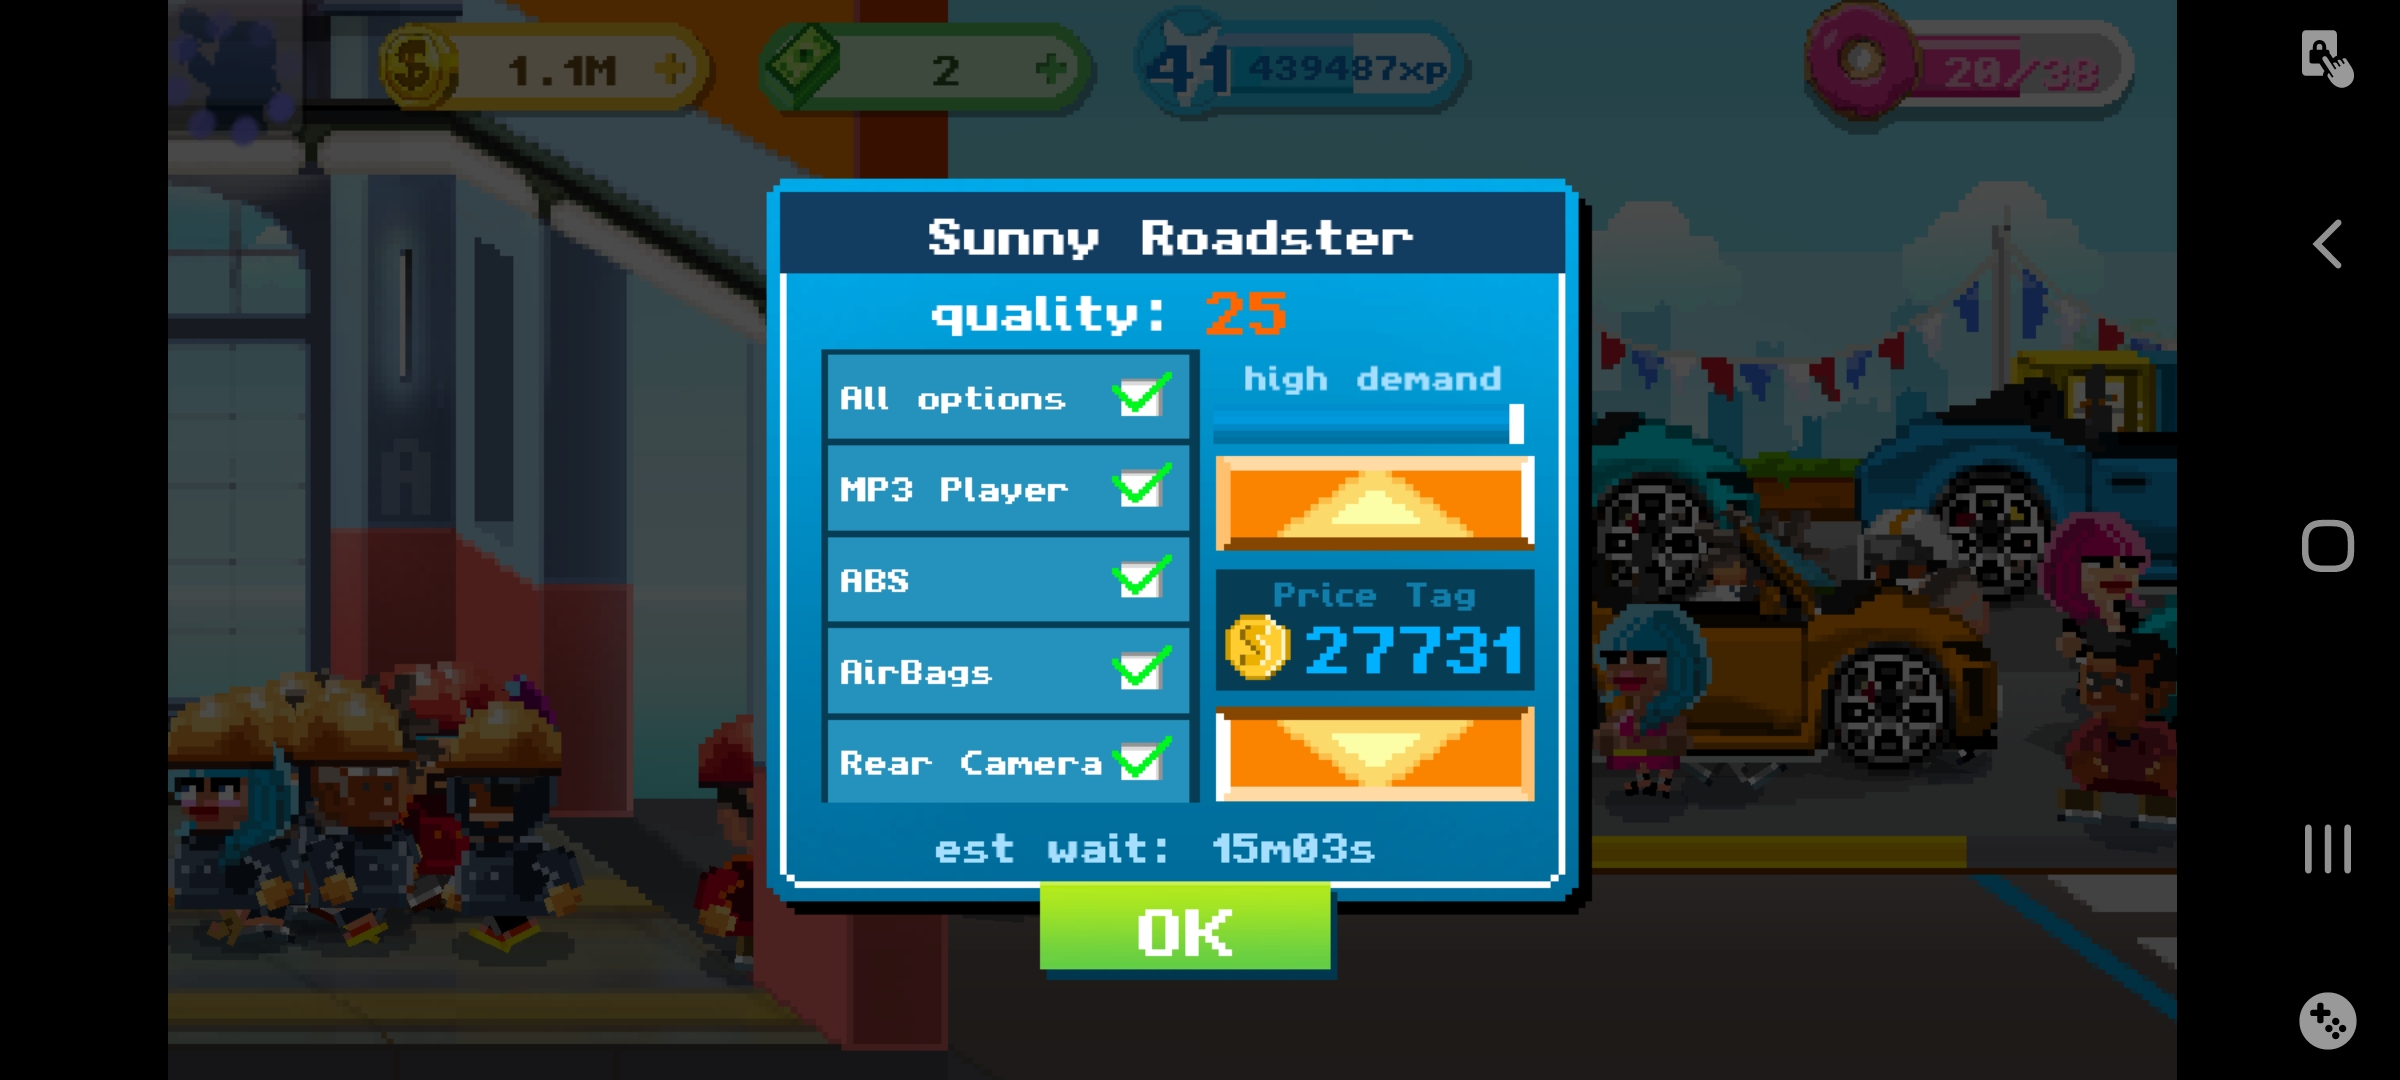 1.1M
2
41 439487xp
20/38
Sunny Roadster
quality: 25
All options
MP3 Player
ABS
AirBags
Rear Camera
high demand
Price Tag
27731
est wait: 15m03s
OK